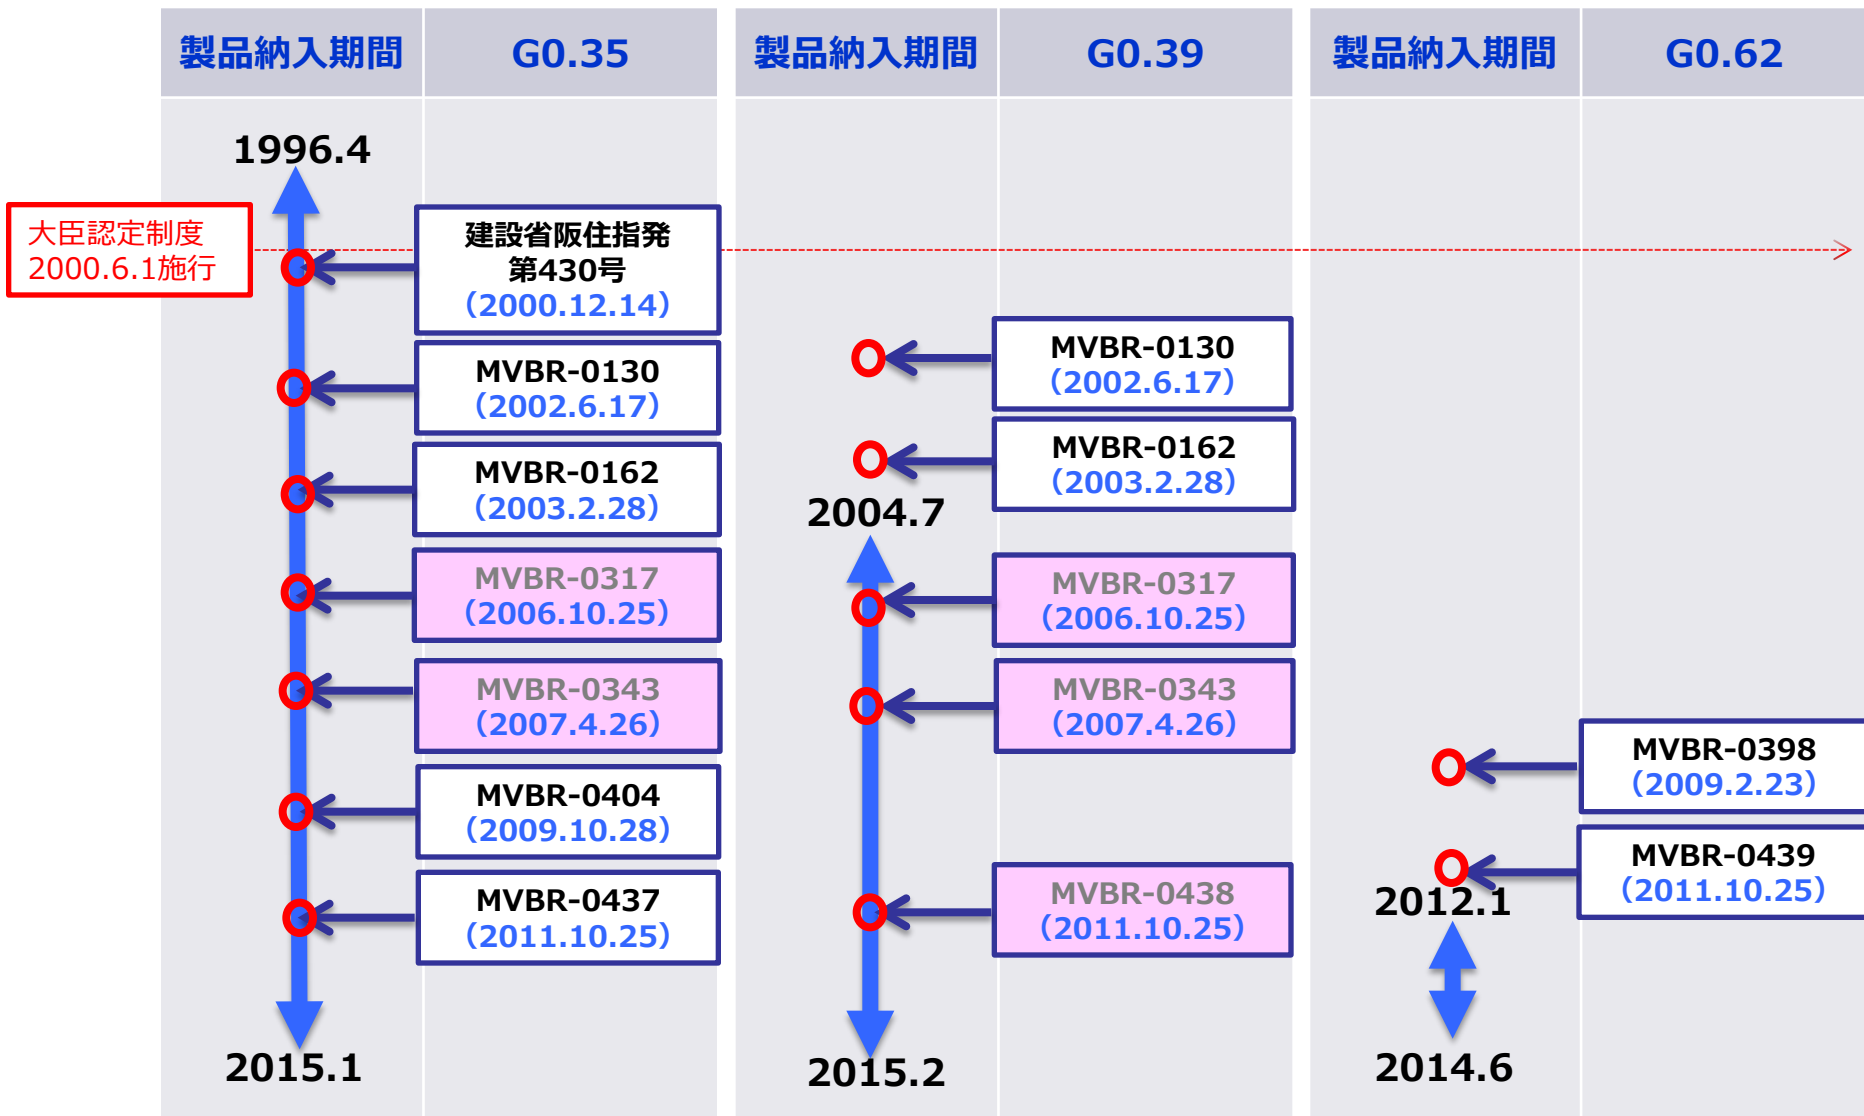 製品納入期間
G0.35
製品納入期間
G0.39
製品納入期間
G0.62
大臣認定制度
2000.6.1施行
1996.4
建設省阪住指発
第430号
（2000.12.14）
MVBR-0130
（2002.6.17）
MVBR-0162
（2003.2.28）
MVBR-0317
（2006.10.25）
MVBR-0343
（2007.4.26）
MVBR-0404
（2009.10.28）
MVBR-0437
（2011.10.25）
2015.1
MVBR-0130
（2002.6.17）
MVBR-0162
（2003.2.28）
2004.7
MVBR-0317
（2006.10.25）
MVBR-0343
（2007.4.26）
MVBR-0438
（2011.10.25）
2015.2
MVBR-0398
（2009.2.23）
MVBR-0439
（2011.10.25）
2012.1
2014.6